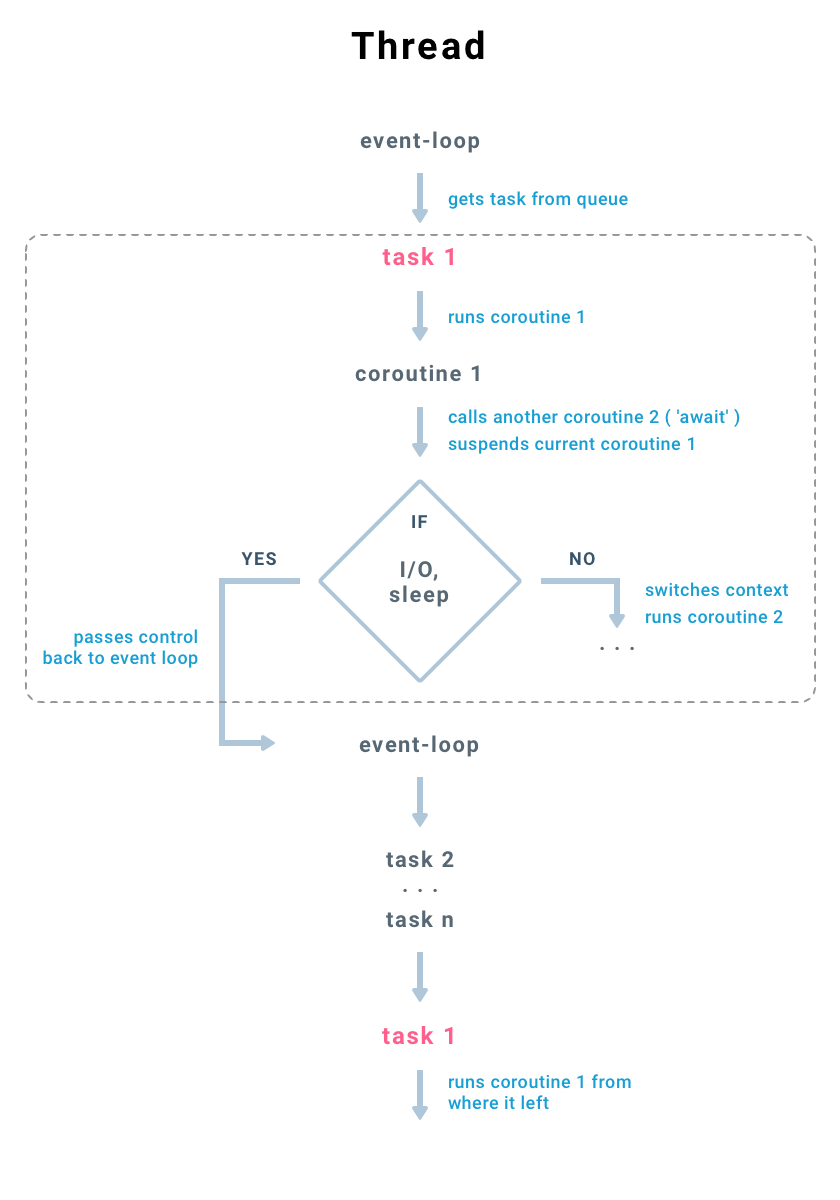 Thread
event-loop
gets task from queue
task 1
runs coroutine 1
coroutine 1
calls another coroutine 2 ( 'await' )
suspends current coroutine 1
IF
I/O,
sleep
YES
NO
switches context
runs coroutine 2
. . .
passes control
back to event loop
event-loop
task 2
. . .
task n
task 1
runs coroutine 1 from
where it left